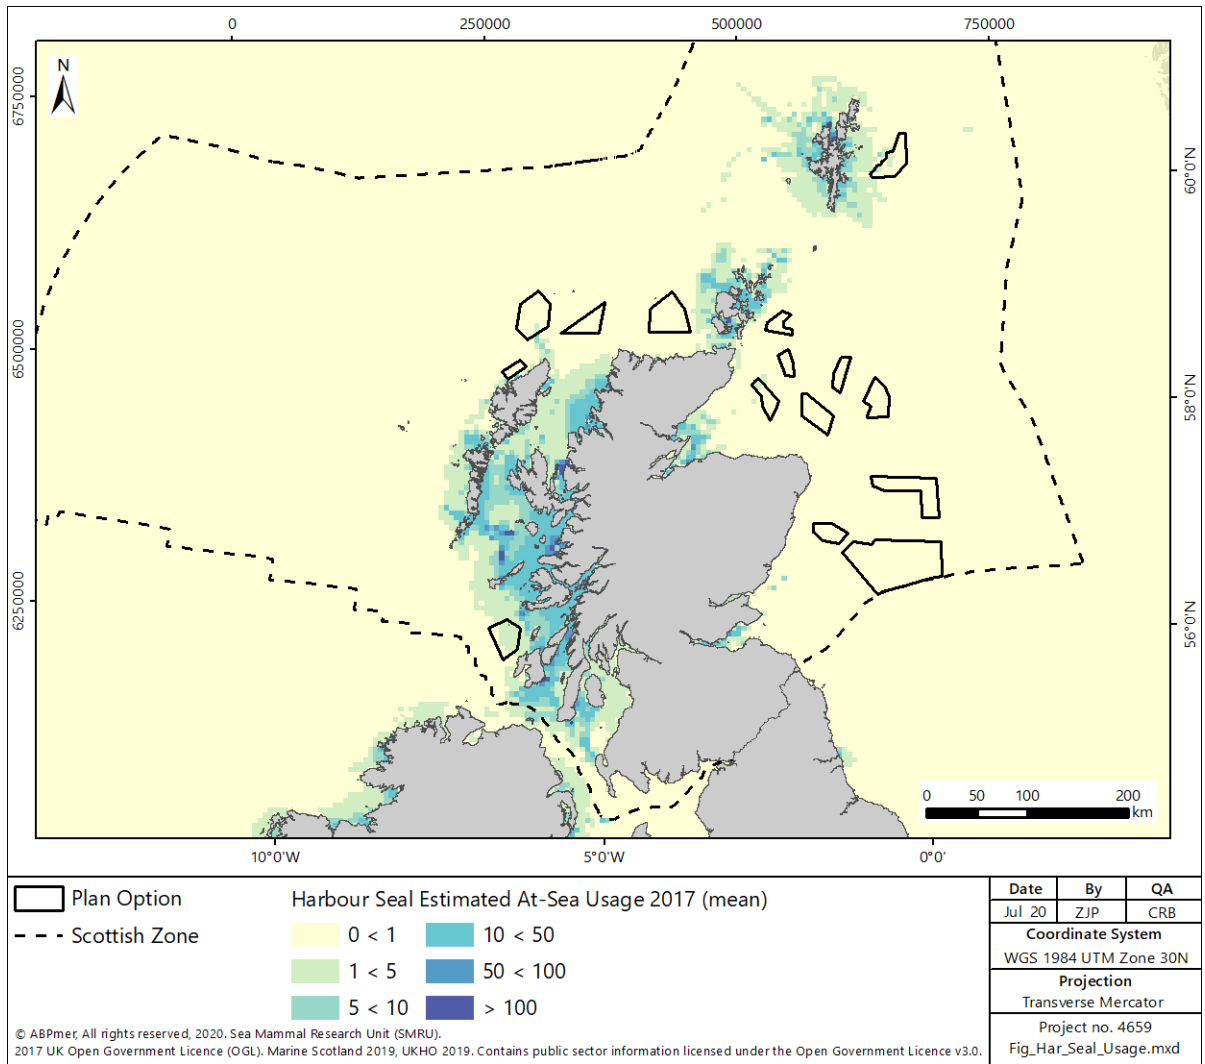 0 250000 500000 750000
N
6750000
6500000
6250000
60°0'N
58°0'N
56°0'N
0 50 100 200
km
10°0'W 5°0'W 0°0'
Plan Option
Scottish Zone
Harbour Seal Estimated At-Sea Usage 2017 (mean)
0 < 1 10 < 50
1 < 5 50 < 100
5 < 10 > 100
© ABPmer, All rights reserved, 2020. Sea Mammal Research Unit (SMRU).
2017 UK Open Government Licence (OGL). Marine Scotland 2019, UKHO 2019. Contains public sector information licensed under the Open Government Licence v3.0.
Date By QA
Jul 20 ZJP CRB
Coordinate System
WGS 1984 UTM Zone 30N
Projection
Transverse Mercator
Project no. 4659
Fig_Har_Seal_Usage.mxd